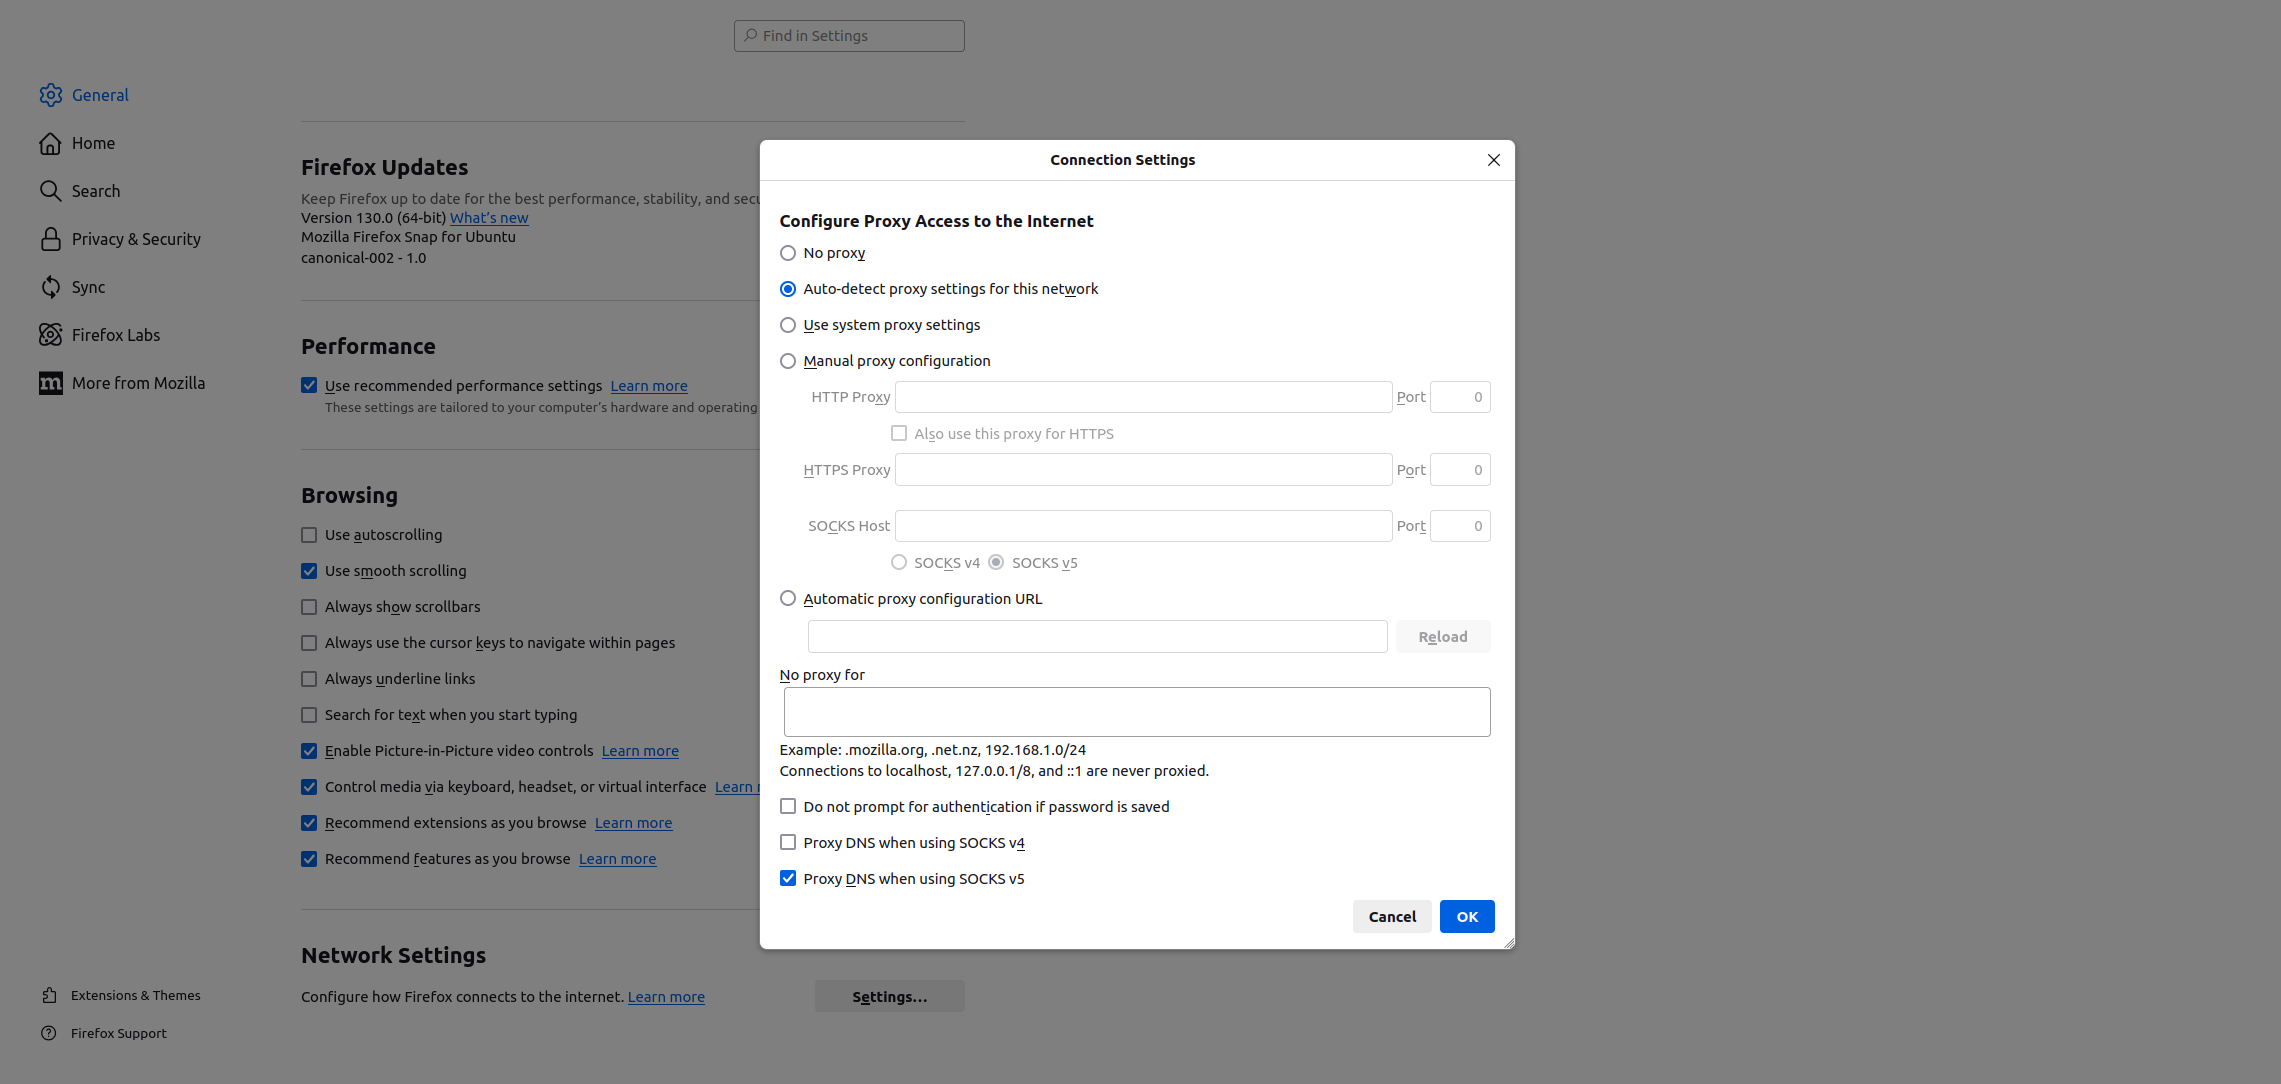 Find in Settings
General
Home
Search
Privacy & Security
Sync
Firefox Labs
More from Mozilla
Extensions & Themes
Firefox Support
Firefox Updates
Keep Firefox up to date for the best performance, stability, and secu
Version 130.0 (64-bit) What's new
Mozilla Firefox Snap for Ubuntu
canonical-002 - 1.0
Performance
Use recommended performance settings Learn more
These settings are tailored to your computer's hardware and operating
Browsing
Use autoscrolling
Use smooth scrolling
Always show scrollbars
Always use the cursor keys to navigate within pages
Always underline links
Search for text when you start typing
Enable Picture-in-Picture video controls Learn more
Control media via keyboard, headset, or virtual interface Learn
Recommend extensions as you browse Learn more
Recommend features as you browse Learn more
Network Settings
Configure how Firefox connects to the internet. Learn more
Settings...
Connection Settings
Configure Proxy Access to the Internet
No proxy
Auto-detect proxy settings for this network
Use system proxy settings
Manual proxy configuration
HTTP Proxy Port 0
Also use this proxy for HTTPS
HTTPS Proxy Port 0
SOCKS Host Port 0
SOCKS v4 SOCKS v5
Automatic proxy configuration URL
Reload
No proxy for
Example: .mozilla.org, .net.nz, 192.168.1.0/24
Connections to localhost, 127.0.0.1/8, and ::1 are never proxied.
Do not prompt for authentication if password is saved
Proxy DNS when using SOCKS v4
Proxy DNS when using SOCKS v5
Cancel OK